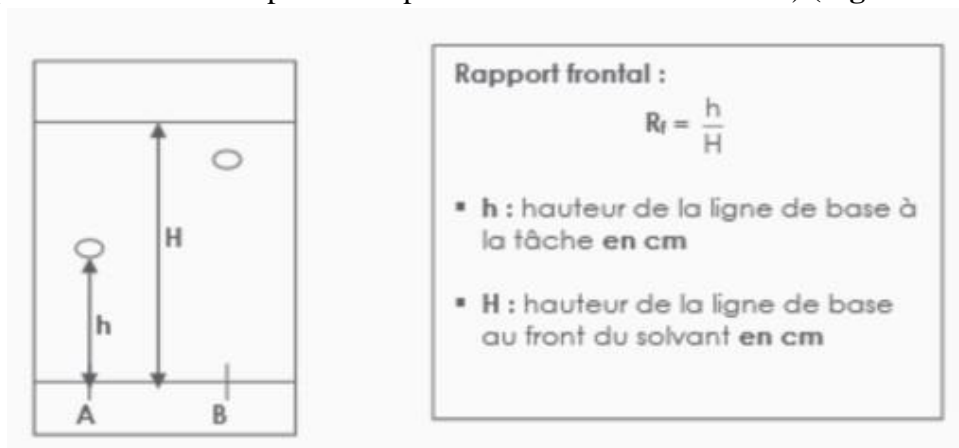 H
h
A B
Rapport frontal :
Rf = h
H
▪ h : hauteur de la ligne de base à
la tâche en cm
▪ H : hauteur de la ligne de base
au front du solvant en cm